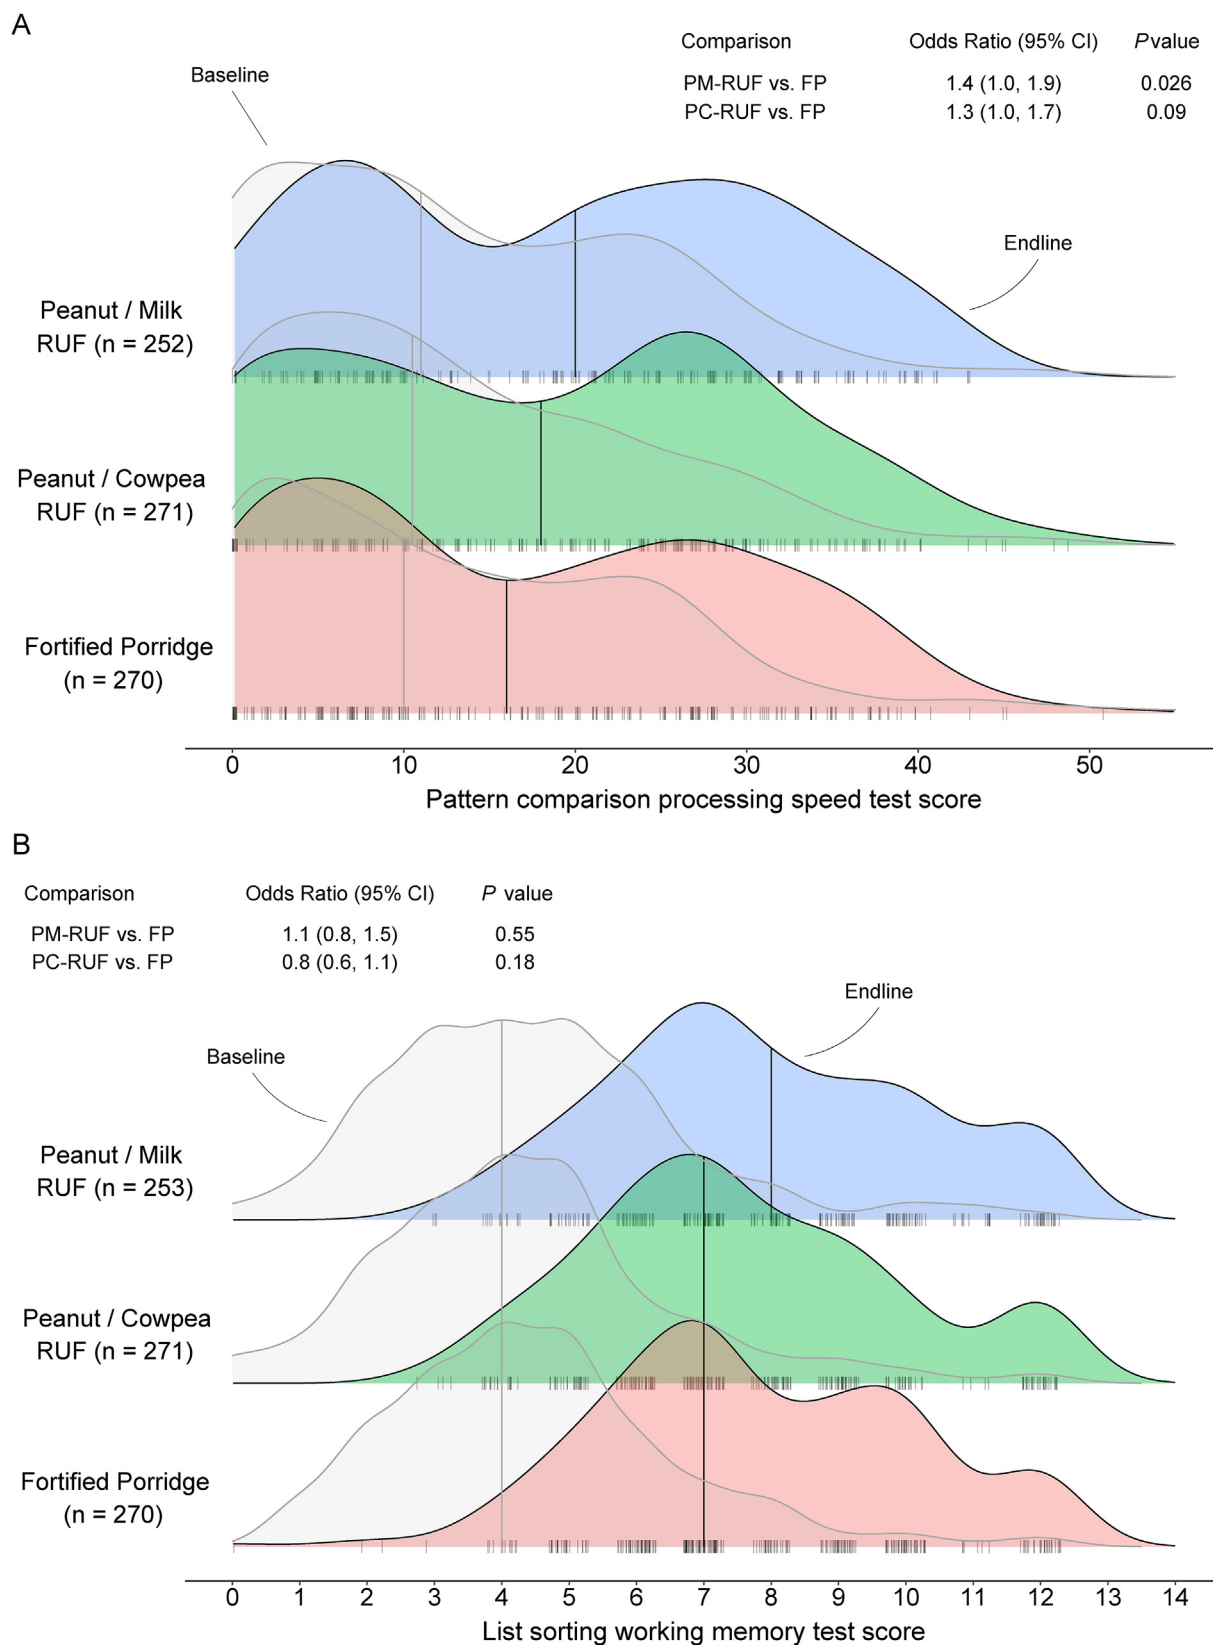 A
Comparison Odds Ratio (95% CI) Pvalue
PM-RUF vs. FP 1.4 (1.0, 1.9) 0.026
PC-RUF vs. FP 1.3 (1.0, 1.7) 0.09
Baseline
Endline
Peanut / Milk
RUF (n = 252)
Peanut / Cowpea
RUF (n = 271)
Fortified Porridge
(n = 270)
0 10 20 30 40 50
Pattern comparison processing speed test score
B
Comparison Odds Ratio (95% CI) P value
PM-RUF vs. FP 1.1 (0.8, 1.5) 0.55
PC-RUF vs. FP 0.8 (0.6, 1.1) 0.18
Endline
Baseline
Peanut / Milk
RUF (n = 253)
Peanut / Cowpea
RUF (n = 271)
Fortified Porridge
(n = 270)
0 1 2 3 4 5 6 7 8 9 10 11 12 13 14
List sorting working memory test score